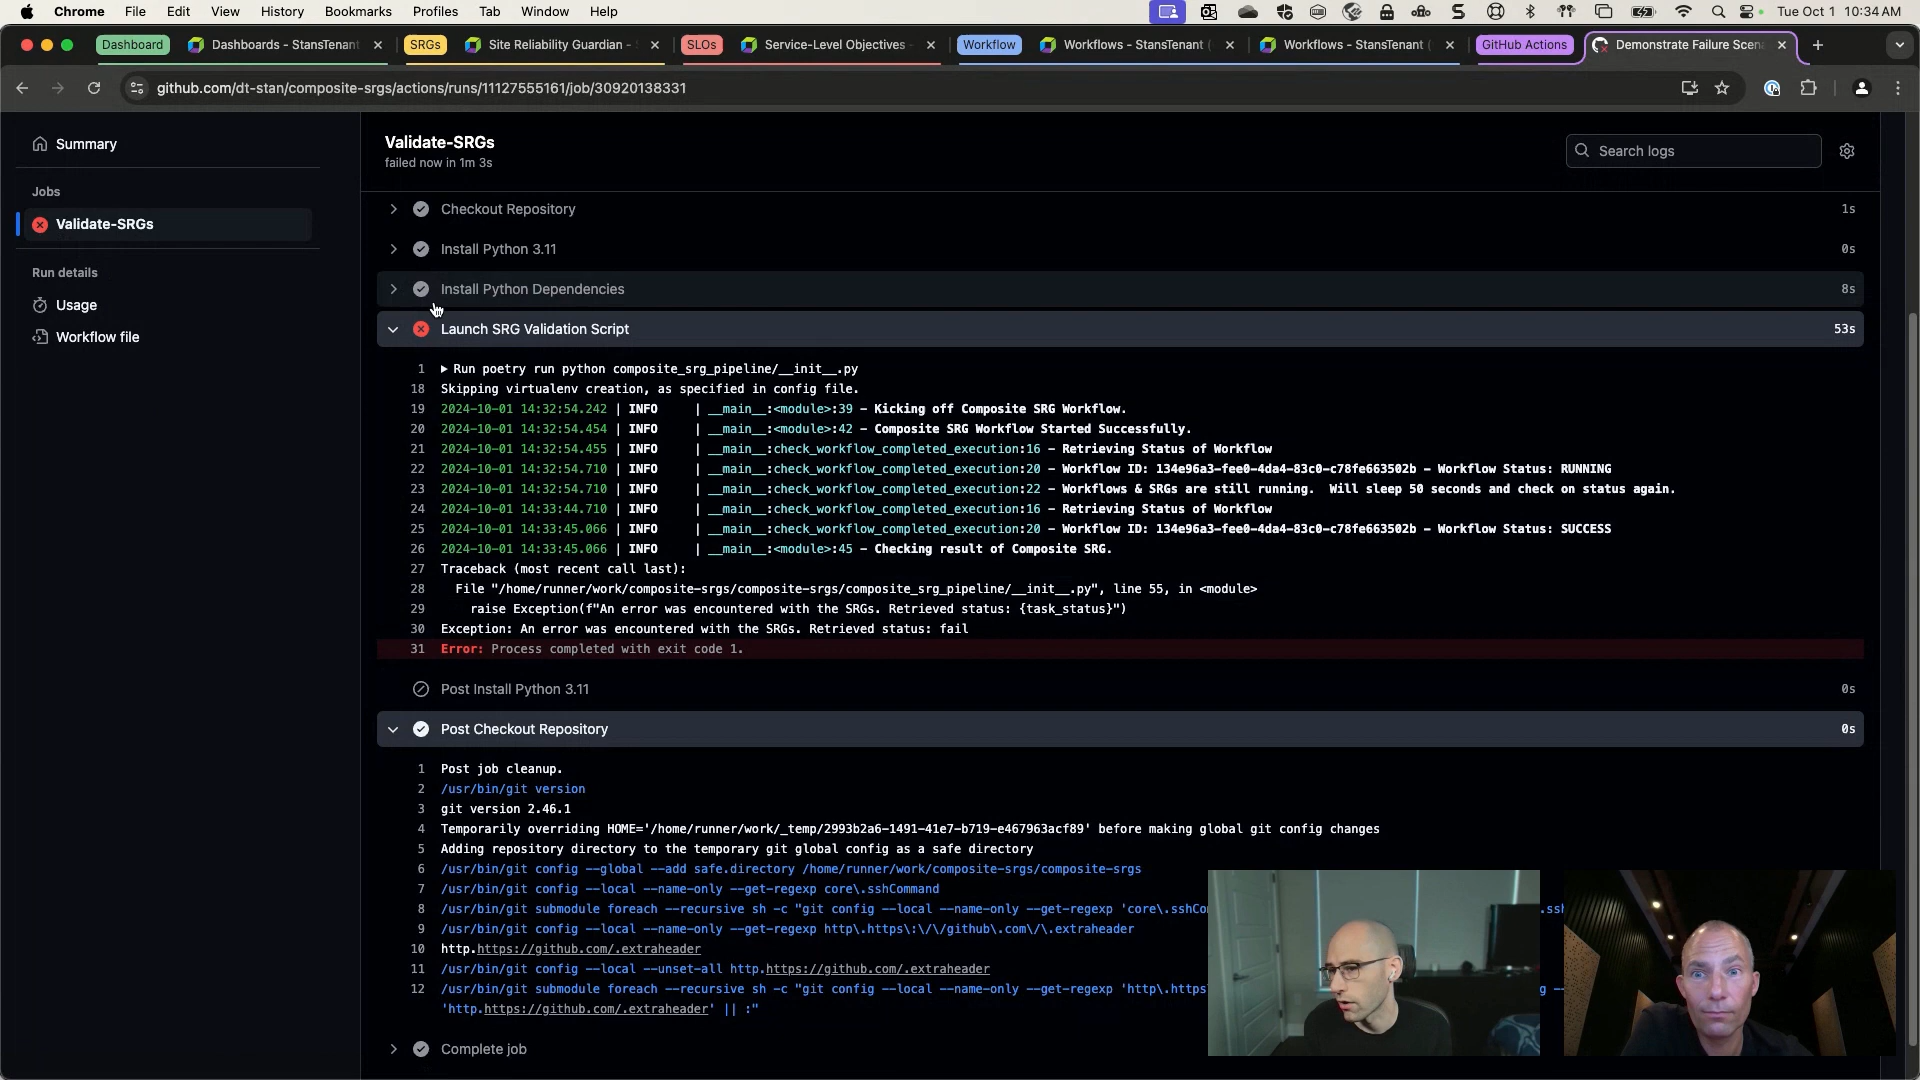 Chrome File Edit View History Bookmarks Profiles Tab Window Help Tue Oct 1 10:34 AM
Dashboard Dashboards - StansTenant SRGs Site Reliability Guardian - SLOs Service-Level Objectives - Workflow Workflows - StansTenant ( Workflows - StansTenant ( GitHub Actions Demonstrate Failure Scena
github.com/dt-stan/composite-srgs/actions/runs/11127555161/job/30920138331
Summary
Jobs
Validate-SRGs
Run details
Usage
Workflow file
Validate-SRGs
failed now in 1m 3s
Search logs
Checkout Repository 1s
Install Python 3.11 0s
Install Python Dependencies 8s
Launch SRG Validation Script 53s
1 Run poetry run python composite_srg_pipeline/__init__.py
18 Skipping virtualenv creation, as specified in config file.
19 2024-10-01 14:32:54.242 | INFO | __main__:<module>:39 - Kicking off Composite SRG Workflow.
20 2024-10-01 14:32:54.454 | INFO | __main__:<module>:42 - Composite SRG Workflow Started Successfully.
21 2024-10-01 14:32:54.455 | INFO | __main__:check_workflow_completed_execution:16 - Retrieving Status of Workflow
22 2024-10-01 14:32:54.710 | INFO | __main__:check_workflow_completed_execution:20 - Workflow ID: 134e96a3-fee0-4da4-83c0-c78fe663502b - Workflow Status: RUNNING
23 2024-10-01 14:32:54.710 | INFO | __main__:check_workflow_completed_execution:22 - Workflows & SRGs are still running. Will sleep 50 seconds and check on status again.
24 2024-10-01 14:33:44.710 | INFO | __main__:check_workflow_completed_execution:16 - Retrieving Status of Workflow
25 2024-10-01 14:33:45.066 | INFO | __main__:check_workflow_completed_execution:20 - Workflow ID: 134e96a3-fee0-4da4-83c0-c78fe663502b - Workflow Status: SUCCESS
26 2024-10-01 14:33:45.066 | INFO | __main__:<module>:45 - Checking result of Composite SRG.
27 Traceback (most recent call last):
28 File "/home/runner/work/composite-srgs/composite-srgs/composite_srg_pipeline/__init__.py", line 55, in <module>
29 raise Exception(f"An error was encountered with the SRGs. Retrieved status: {task_status}")
30 Exception: An error was encountered with the SRGs. Retrieved status: fail
31 Error: Process completed with exit code 1.
Post Install Python 3.11 0s
Post Checkout Repository 0s
1 Post job cleanup.
2 /usr/bin/git version
3 git version 2.46.1
4 Temporarily overriding HOME='/home/runner/work/_temp/2993b2a6-1491-41e7-b719-e467963acf89' before making global git config changes
5 Adding repository directory to the temporary git global config as a safe directory
6 /usr/bin/git config --global --add safe.directory /home/runner/work/composite-srgs/composite-srgs
7 /usr/bin/git config --local --name-only --get-regexp core\.sshCommand
8 /usr/bin/git submodule foreach --recursive sh -c "git config --local --name-only --get-regexp 'core\.sshCo .ssh
9 /usr/bin/git config --local --name-only --get-regexp http\.https\:\/\/github\.com\/\.extraheader
10 http.https://github.com/.extraheader
11 /usr/bin/git config --local --unset-all http.https://github.com/.extraheader
12 /usr/bin/git submodule foreach --recursive sh -c "git config --local --name-only --get-regexp 'http\.https
'http.https://github.com/.extraheader' || :"
Complete job